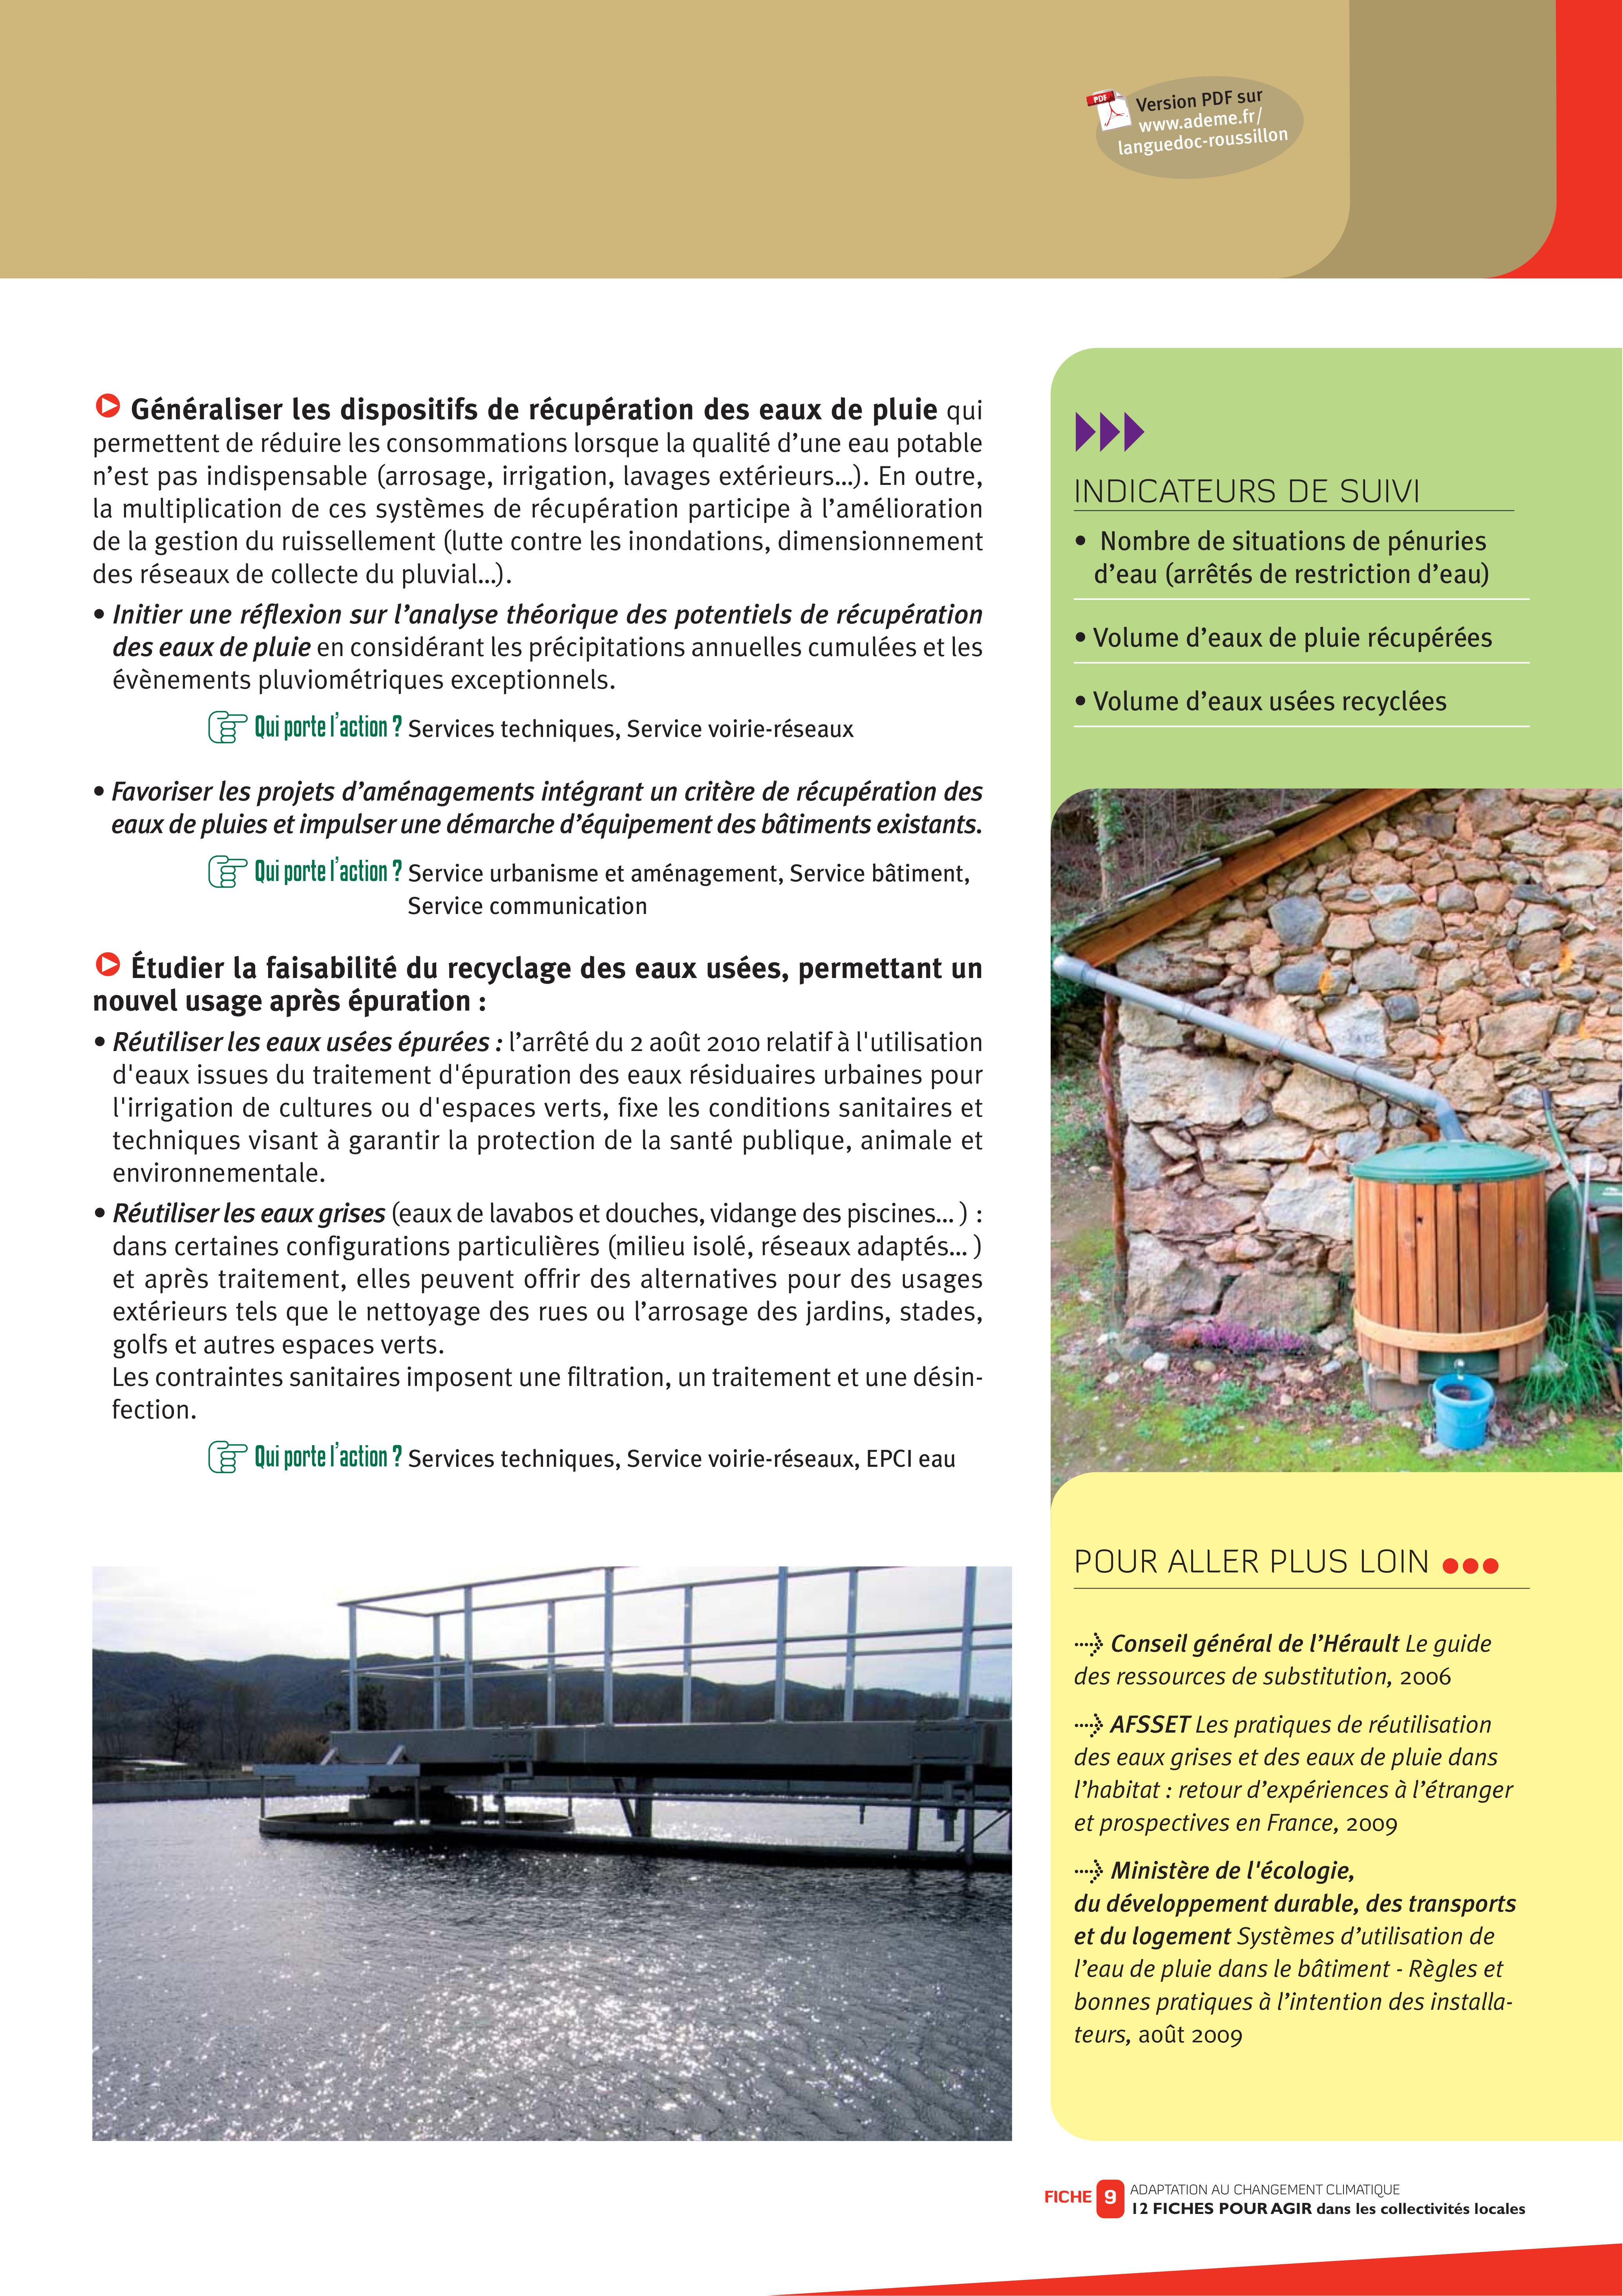 PDF
Version PDF sur
www.ademe.fr/
languedoc-roussillon
Généraliser les dispositifs de récupération des eaux de pluie qui
permettent de réduire les consommations lorsque la qualité d’une eau potable
n’est pas indispensable (arrosage, irrigation, lavages extérieurs...). En outre,
la multiplication de ces systèmes de récupération participe à l’amélioration
de la gestion du ruissellement (lutte contre les inondations, dimensionnement
des réseaux de collecte du pluvial...).
• Initier une réflexion sur l’analyse théorique des potentiels de récupération
des eaux de pluie en considérant les précipitations annuelles cumulées et les
évènements pluviométriques exceptionnels.
Qui porte l’action ? Services techniques, Service voirie-réseaux
• Favoriser les projets d’aménagements intégrant un critère de récupération des
eaux de pluies et impulser une démarche d’équipement des bâtiments existants.
Qui porte l’action ? Service urbanisme et aménagement, Service bâtiment,
Service communication
Étudier la faisabilité du recyclage des eaux usées, permettant un
nouvel usage après épuration :
• Réutiliser les eaux usées épurées : l’arrêté du 2 août 2010 relatif à l'utilisation
d'eaux issues du traitement d'épuration des eaux résiduaires urbaines pour
l'irrigation de cultures ou d'espaces verts, fixe les conditions sanitaires et
techniques visant à garantir la protection de la santé publique, animale et
environnementale.
• Réutiliser les eaux grises (eaux de lavabos et douches, vidange des piscines... ) :
dans certaines configurations particulières (milieu isolé, réseaux adaptés... )
et après traitement, elles peuvent offrir des alternatives pour des usages
extérieurs tels que le nettoyage des rues ou l’arrosage des jardins, stades,
golfs et autres espaces verts.
Les contraintes sanitaires imposent une filtration, un traitement et une désin-
fection.
Qui porte l’action ? Services techniques, Service voirie-réseaux, EPCI eau
INDICATEURS DE SUIVI
• Nombre de situations de pénuries
d’eau (arrêtés de restriction d’eau)
• Volume d’eaux de pluie récupérées
• Volume d’eaux usées recyclées
POUR ALLER PLUS LOIN
Conseil général de l’Hérault Le guide
des ressources de substitution, 2006
AFSSET Les pratiques de réutilisation
des eaux grises et des eaux de pluie dans
l’habitat : retour d’expériences à l’étranger
et prospectives en France, 2009
Ministère de l'écologie,
du développement durable, des transports
et du logement Systèmes d’utilisation de
l’eau de pluie dans le bâtiment - Règles et
bonnes pratiques à l’intention des installa-
teurs, août 2009
FICHE 9 ADAPTATION AU CHANGEMENT CLIMATIQUE
12 FICHES POUR AGIR dans les collectivités locales